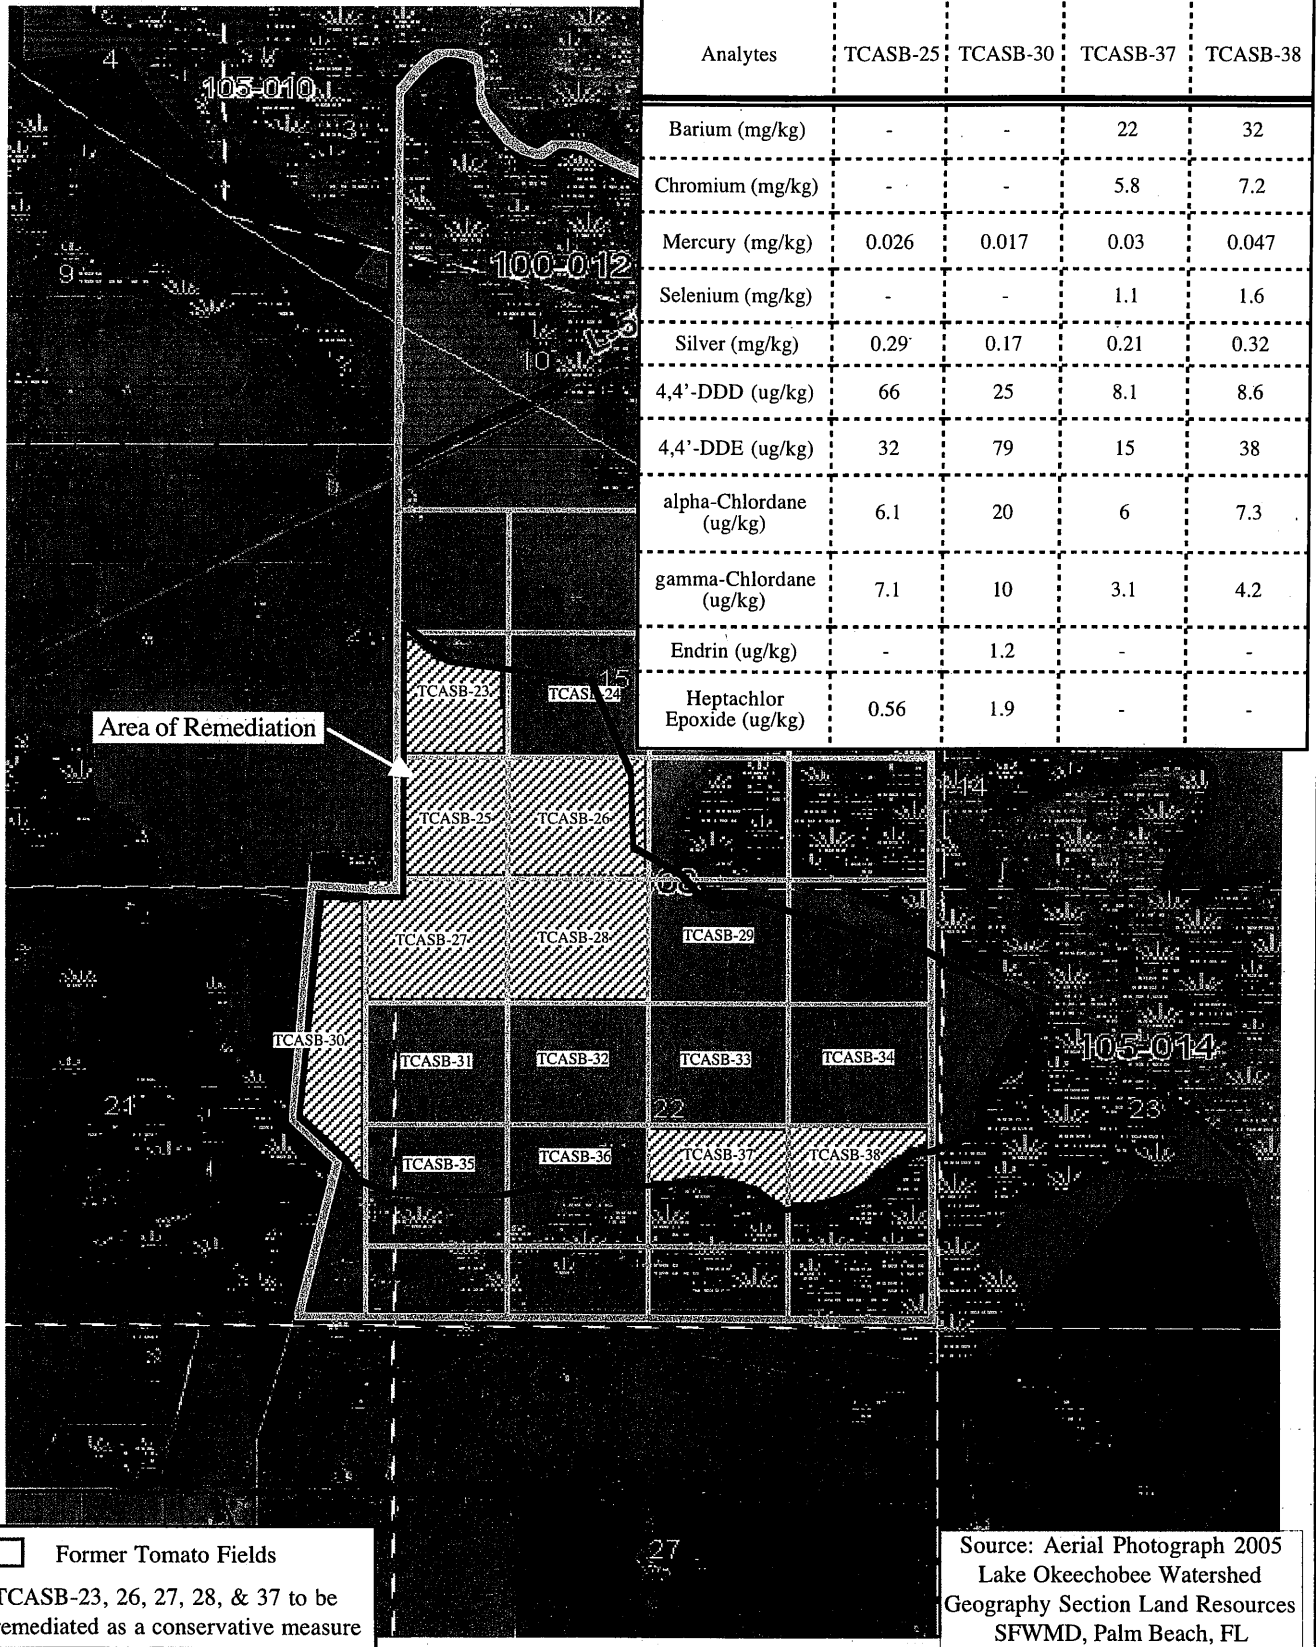 Analytes TCASB-25 TCASB-30 TCASB-37 TCASB-38
Barium (mg/kg) - - 22 32
Chromium (mg/kg) - - 5.8 7.2
Mercury (mg/kg) 0.026 0.017 0.03 0.047
Selenium (mg/kg) - - 1.1 1.6
Silver (mg/kg) 0.29 0.17 0.21 0.32
4,4'-DDD (ug/kg) 66 25 8.1 8.6
4,4'-DDE (ug/kg) 32 79 15 38
alpha-Chlordane
(ug/kg) 6.1 20 6 7.3
gamma-Chlordane
(ug/kg) 7.1 10 3.1 4.2
Endrin (ug/kg) - 1.2 - -
Heptachlor
Epoxide (ug/kg) 0.56 1.9 - -
4
105-010
3
9
100-012
10
15
TCASB-23
TCASB-24
Area of Remediation
14
TCASB-25
TCASB-26
TCASB-27
TCASB-28
TCASB-29
TCASB-30
TCASB-31
TCASB-32
TCASB-33
TCASB-34
105-014
21
22
23
TCASB-35
TCASB-36
TCASB-37
TCASB-38
27
Former Tomato Fields
TCASB-23, 26, 27, 28, & 37 to be
remediated as a conservative measure
Source: Aerial Photograph 2005
Lake Okeechobee Watershed
Geography Section Land Resources
SFWMD, Palm Beach, FL